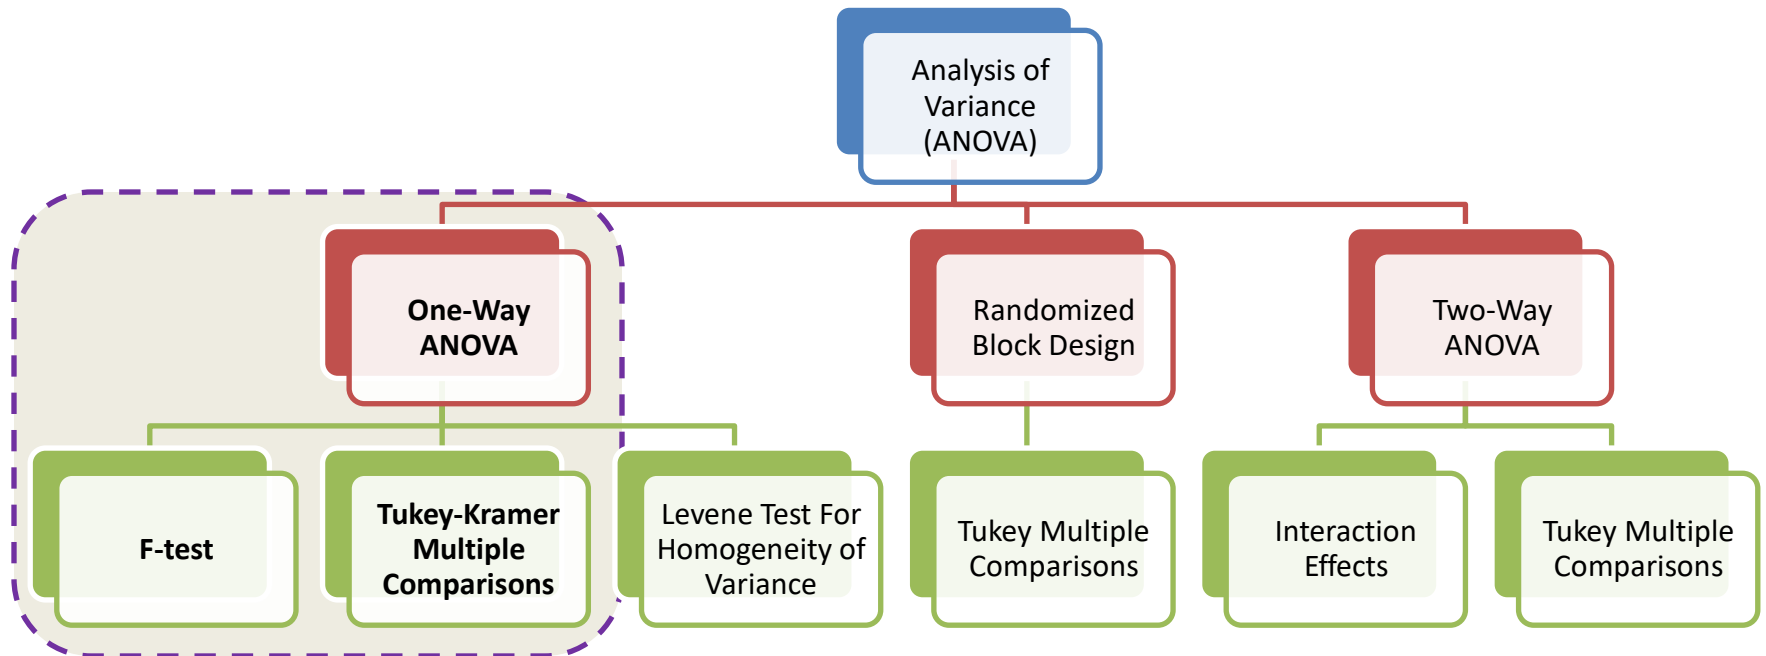 Analysis of
Variance
(ANOVA)
One-Way
ANOVA
Randomized
Block Design
Two-Way
ANOVA
F-test
Tukey-Kramer
Multiple
Comparisons
Levene Test For
Homogeneity of
Variance
Tukey Multiple
Comparisons
Interaction
Effects
Tukey Multiple
Comparisons